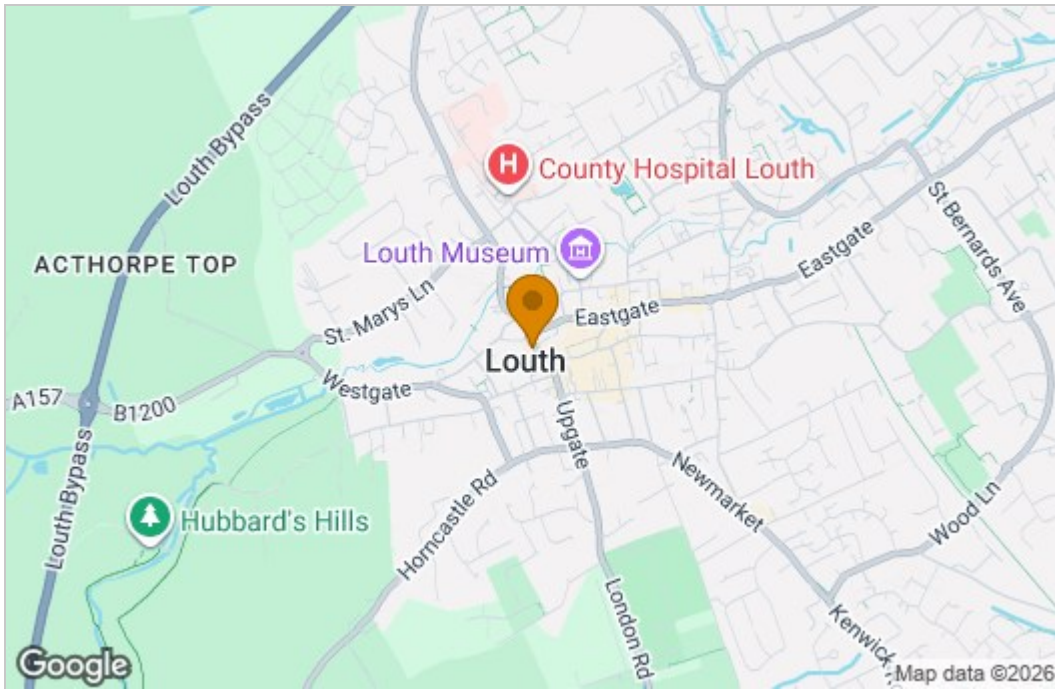 Louth Bypass
County Hospital Louth
St Bernards Ave
Louth Museum
Eastgate
ACTHORPE TOP
St. Marys Ln
Eastgate
Louth
Westgate
A157
B1200
Upgate
Louth Bypass
Newmarket
Horncastle Rd
Wood Ln
Hubbard's Hills
London Rd
Kenwick
Google
Map data ©2026